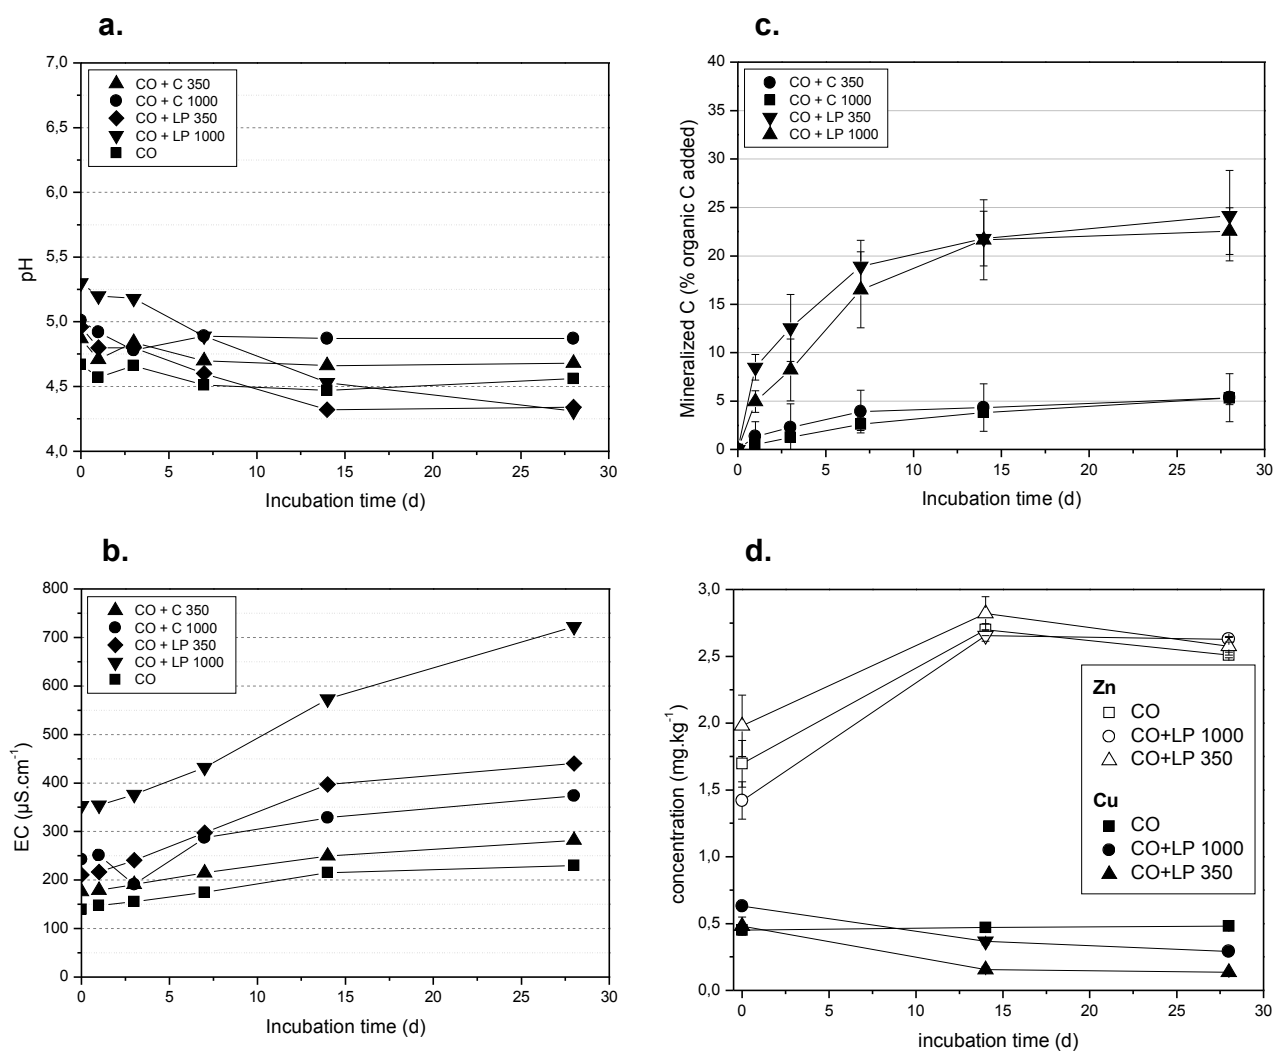 a.
7,0
6,5
6,0
5,5
5,0
4,5
4,0
pH
CO + C 350
CO + C 1000
CO + LP 350
CO + LP 1000
CO
0 5 10 15 20 25 30
Incubation time (d)
c.
40
35
30
25
20
15
10
5
0
Mineralized C (% organic C added)
CO + C 350
CO + C 1000
CO + LP 350
CO + LP 1000
0 5 10 15 20 25 30
Incubation time (d)
b.
800
700
600
500
400
300
200
100
0
EC (µS.cm⁻¹)
CO + C 350
CO + C 1000
CO + LP 350
CO + LP 1000
CO
0 5 10 15 20 25 30
Incubation time (d)
d.
3,0
2,5
2,0
1,5
1,0
0,5
0,0
concentration (mg.kg⁻¹)
Zn
CO
CO+LP 1000
CO+LP 350
Cu
CO
CO+LP 1000
CO+LP 350
0 5 10 15 20 25 30
incubation time (d)